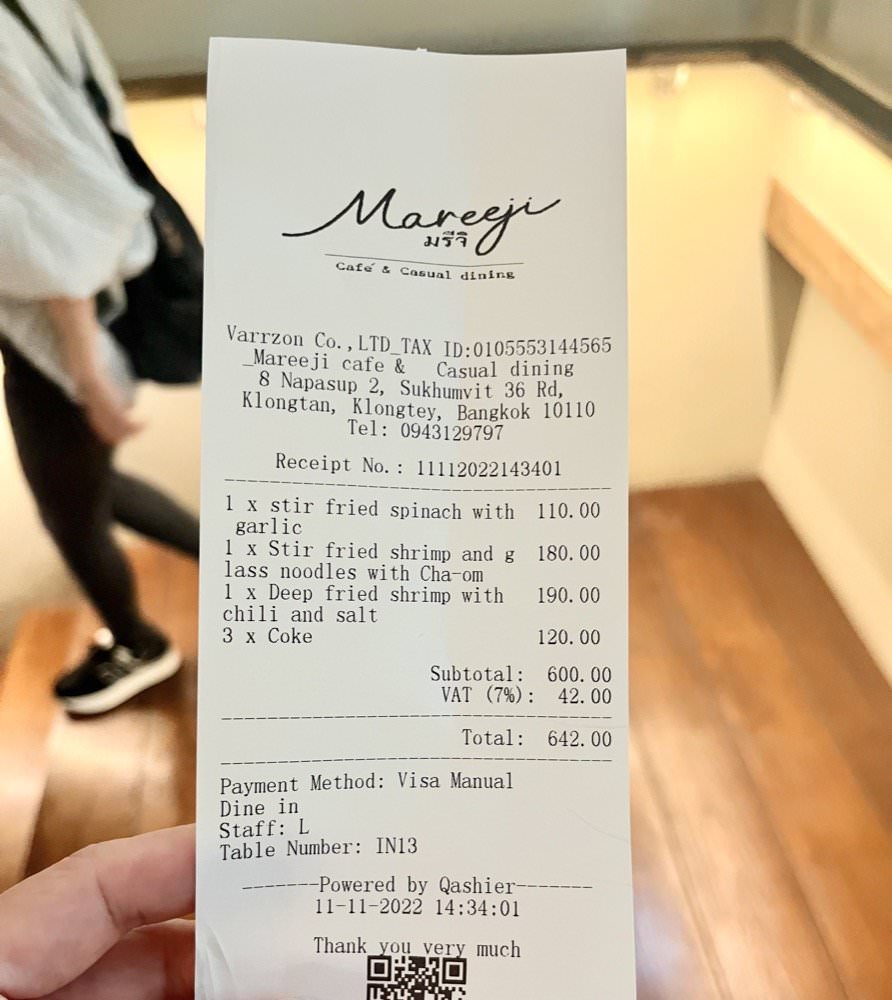 Mareeji
มรีจิ
Café & Casual dining
Varrzon Co.,LTD_TAX ID:0105553144565
_Mareeji cafe & Casual dining
8 Napasup 2, Sukhumvit 36 Rd,
Klongtan, Klongtey, Bangkok 10110
Tel: 0943129797
Receipt No.: 11112022143401
1 x stir fried spinach with 110.00
garlic
1 x Stir fried shrimp and g 180.00
lass noodles with Cha-om
1 x Deep fried shrimp with 190.00
chili and salt
3 x Coke 120.00
Subtotal: 600.00
VAT (7%): 42.00
Total: 642.00
Payment Method: Visa Manual
Dine in
Staff: L
Table Number: IN13
-------Powered by Qashier-------
11-11-2022 14:34:01
Thank you very much